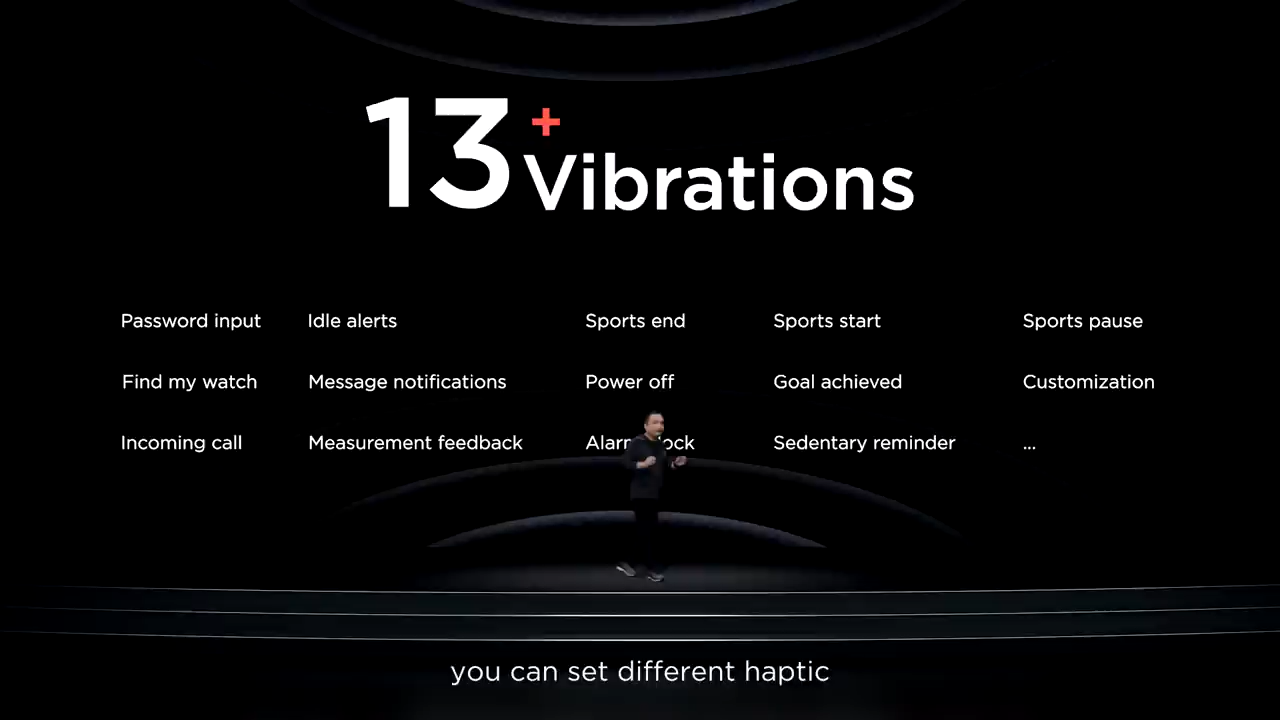 13+ Vibrations
Password input Idle alerts Sports end Sports start Sports pause
Find my watch Message notifications Power off Goal achieved Customization
Incoming call Measurement feedback Sedentary reminder ...
you can set different haptic